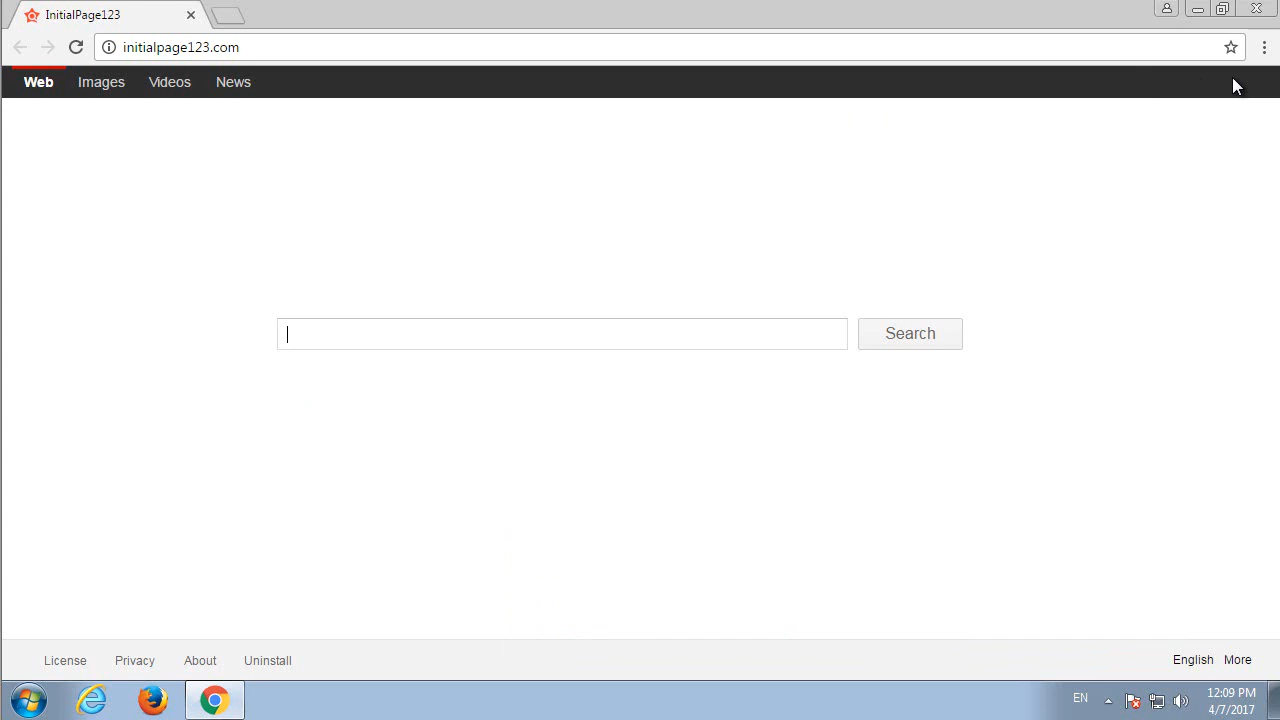 InitialPage123
initialpage123.com
Web Images Videos News
Search
License Privacy About Uninstall
English More
EN
12:09 PM
4/7/2017